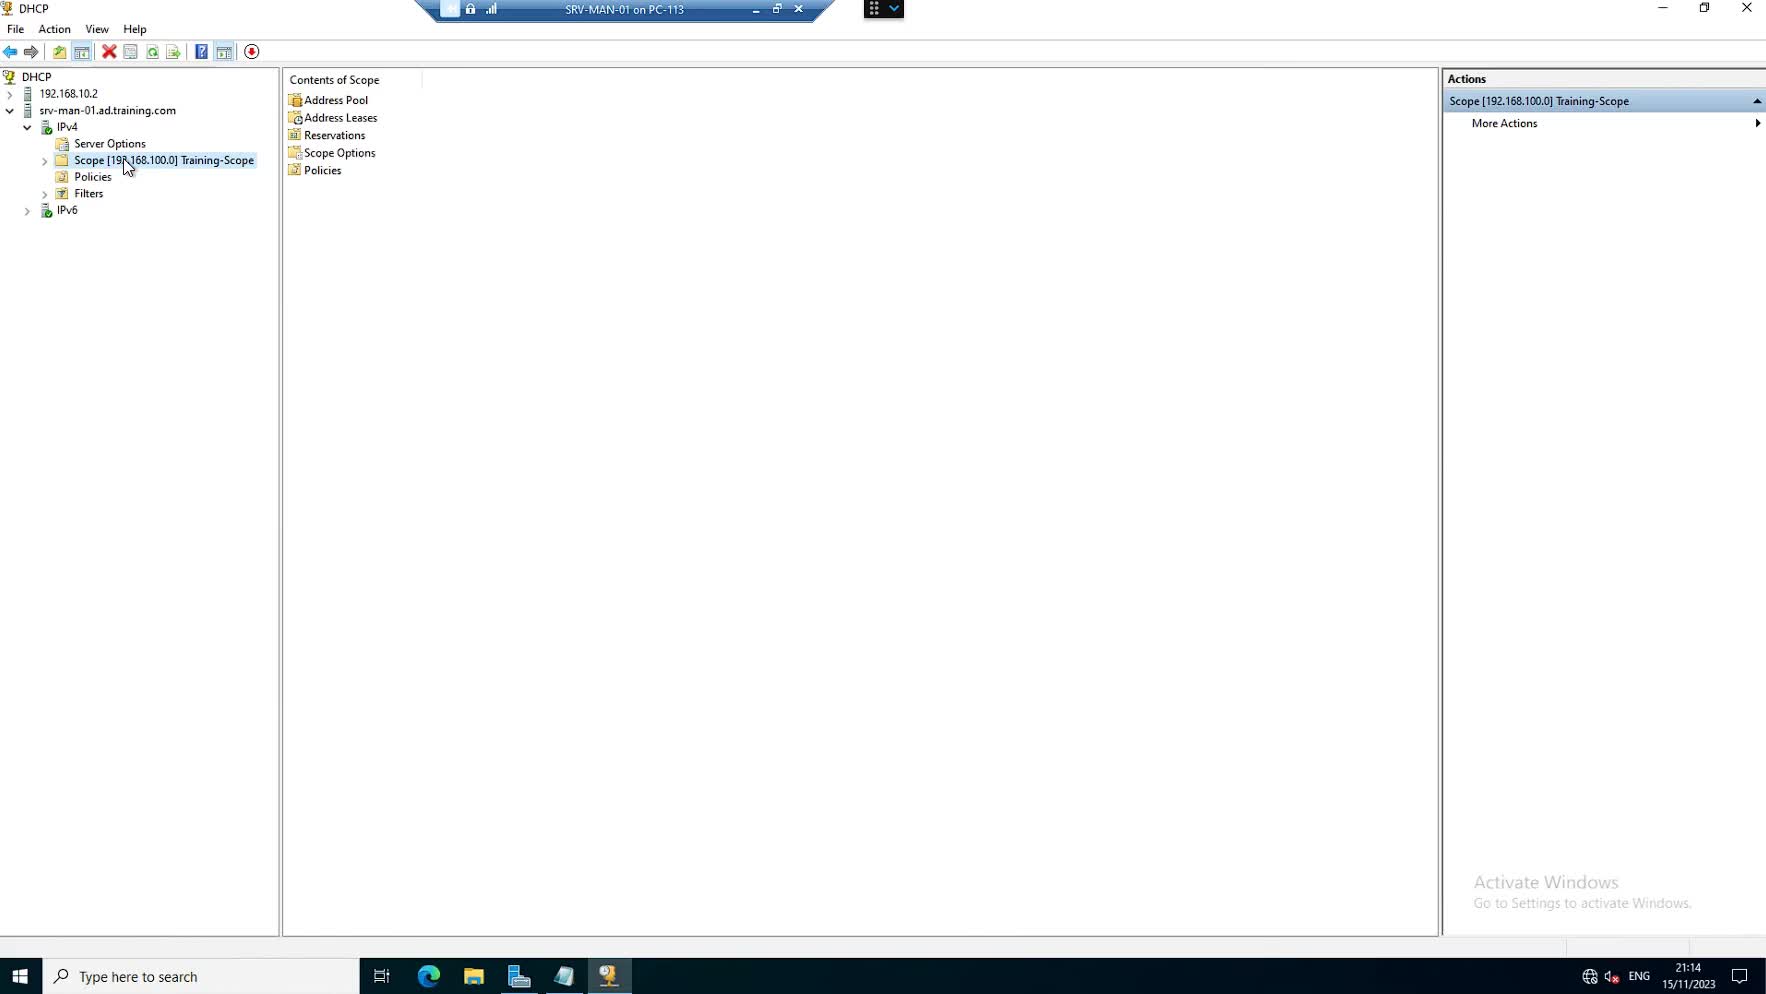 DHCP
SRV-MAN-01 on PC-113
File Action View Help
DHCP
192.168.10.2
srv-man-01.ad.training.com
IPv4
Server Options
Scope [192.168.100.0] Training-Scope
Policies
Filters
IPv6
Contents of Scope
Address Pool
Address Leases
Reservations
Scope Options
Policies
Actions
Scope [192.168.100.0] Training-Scope
More Actions
Activate Windows
Go to Settings to activate Windows.
Type here to search
ENG
21:14
15/11/2023